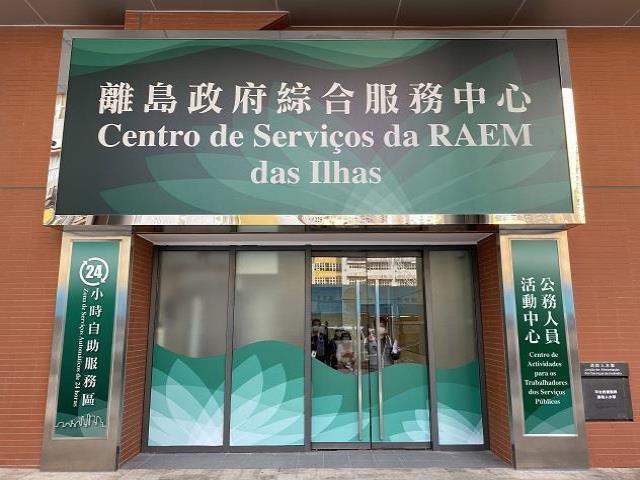 離島政府綜合服務中心
Centro de Serviços da RAEM
das Ilhas
24
小時自助服務區
Zona de Serviço Automáticos de 24 horas
公務人員
活動中心
Centro de
Actividades
para os
Trabalhadores
dos Serviços
Públicos